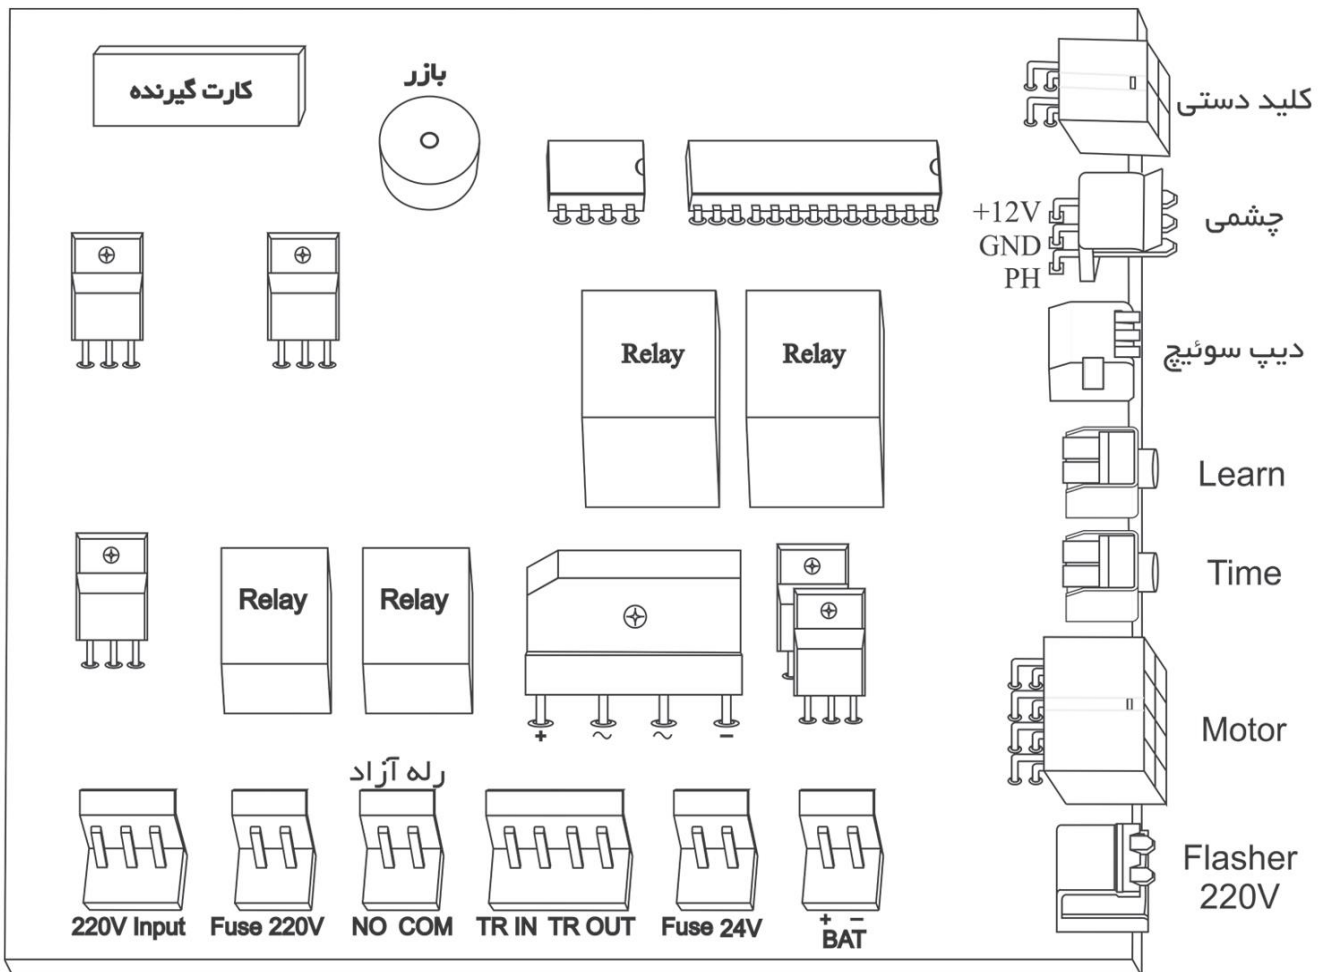 کارت گیرنده
بازر
کلید دستی
+12V
GND
PH
چشمی
دیپ سوئیچ
Relay
Relay
Learn
Time
Relay
Relay
+
~
~
−
Motor
رله آزاد
Flasher
220V
220V Input
Fuse 220V
NO COM
TR IN TR OUT
Fuse 24V
+ −
BAT